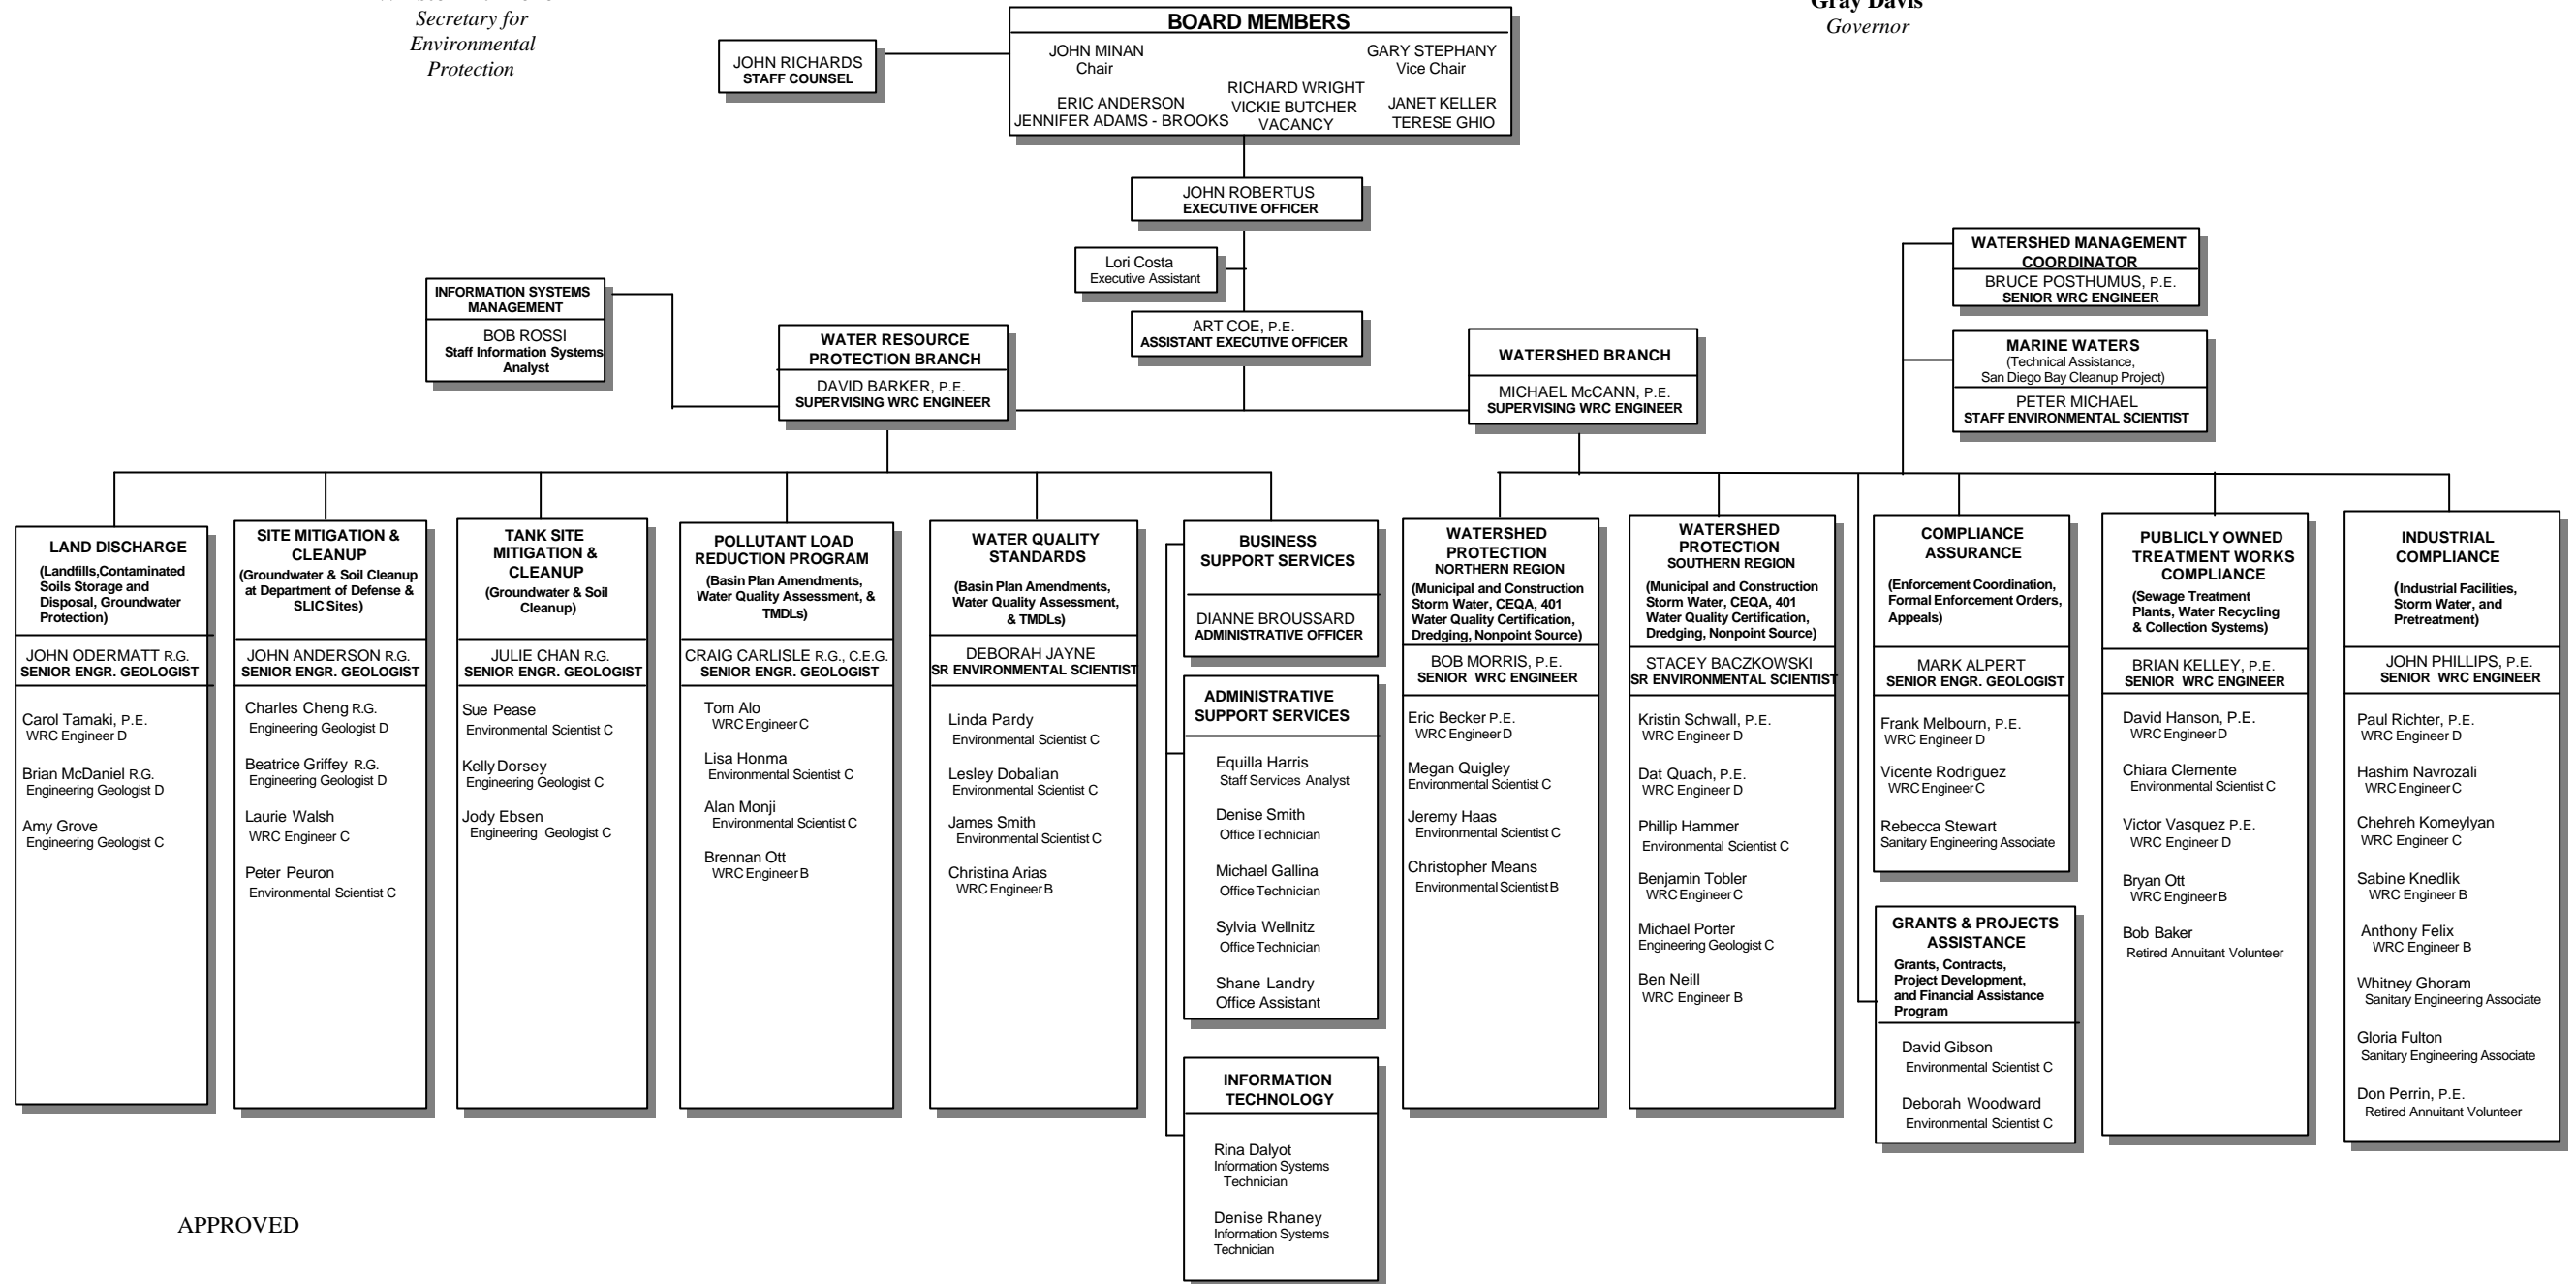 Secretary for
Environmental
Protection
Gray Davis
Governor
BOARD MEMBERS
JOHN MINAN
Chair
GARY STEPHANY
Vice Chair
RICHARD WRIGHT
ERIC ANDERSON
VICKIE BUTCHER
JANET KELLER
JENNIFER ADAMS - BROOKS
VACANCY
TERESE GHIO
JOHN RICHARDS
STAFF COUNSEL
JOHN ROBERTUS
EXECUTIVE OFFICER
Lori Costa
Executive Assistant
ART COE, P.E.
ASSISTANT EXECUTIVE OFFICER
INFORMATION SYSTEMS
MANAGEMENT
BOB ROSSI
Staff Information Systems
Analyst
WATER RESOURCE
PROTECTION BRANCH
DAVID BARKER, P.E.
SUPERVISING WRC ENGINEER
WATERSHED BRANCH
MICHAEL McCANN, P.E.
SUPERVISING WRC ENGINEER
WATERSHED MANAGEMENT
COORDINATOR
BRUCE POSTHUMUS, P.E.
SENIOR WRC ENGINEER
MARINE WATERS
(Technical Assistance,
San Diego Bay Cleanup Project)
PETER MICHAEL
STAFF ENVIRONMENTAL SCIENTIST
LAND DISCHARGE
(Landfills,Contaminated
Soils Storage and
Disposal, Groundwater
Protection)
JOHN ODERMATT R.G.
SENIOR ENGR. GEOLOGIST
Carol Tamaki, P.E.
WRC Engineer D
Brian McDaniel R.G.
Engineering Geologist D
Amy Grove
Engineering Geologist C
SITE MITIGATION &
CLEANUP
(Groundwater & Soil Cleanup
at Department of Defense &
SLIC Sites)
JOHN ANDERSON R.G.
SENIOR ENGR. GEOLOGIST
Charles Cheng R.G.
Engineering Geologist D
Beatrice Griffey R.G.
Engineering Geologist D
Laurie Walsh
WRC Engineer C
Peter Peuron
Environmental Scientist C
TANK SITE
MITIGATION &
CLEANUP
(Groundwater & Soil
Cleanup)
JULIE CHAN R.G.
SENIOR ENGR. GEOLOGIST
Sue Pease
Environmental Scientist C
Kelly Dorsey
Engineering Geologist C
Jody Ebsen
Engineering Geologist C
POLLUTANT LOAD
REDUCTION PROGRAM
(Basin Plan Amendments,
Water Quality Assessment, &
TMDLs)
CRAIG CARLISLE R.G., C.E.G.
SENIOR ENGR. GEOLOGIST
Tom Alo
WRC Engineer C
Lisa Honma
Environmental Scientist C
Alan Monji
Environmental Scientist C
Brennan Ott
WRC Engineer B
WATER QUALITY
STANDARDS
(Basin Plan Amendments,
Water Quality Assessment,
& TMDLs)
DEBORAH JAYNE
SR ENVIRONMENTAL SCIENTIST
Linda Pardy
Environmental Scientist C
Lesley Dobalian
Environmental Scientist C
James Smith
Environmental Scientist C
Christina Arias
WRC Engineer B
BUSINESS
SUPPORT SERVICES
DIANNE BROUSSARD
ADMINISTRATIVE OFFICER
ADMINISTRATIVE
SUPPORT SERVICES
Equilla Harris
Staff Services Analyst
Denise Smith
Office Technician
Michael Gallina
Office Technician
Sylvia Wellnitz
Office Technician
Shane Landry
Office Assistant
INFORMATION
TECHNOLOGY
Rina Dalyot
Information Systems
Technician
Denise Rhaney
Information Systems
Technician
WATERSHED
PROTECTION
NORTHERN REGION
(Municipal and Construction
Storm Water, CEQA, 401
Water Quality Certification,
Dredging, Nonpoint Source)
BOB MORRIS, P.E.
SENIOR WRC ENGINEER
Eric Becker P.E.
WRC Engineer D
Megan Quigley
Environmental Scientist C
Jeremy Haas
Environmental Scientist C
Christopher Means
Environmental Scientist B
WATERSHED
PROTECTION
SOUTHERN REGION
(Municipal and Construction
Storm Water, CEQA, 401
Water Quality Certification,
Dredging, Nonpoint Source)
STACEY BACZKOWSKI
SR ENVIRONMENTAL SCIENTIST
Kristin Schwall, P.E.
WRC Engineer D
Dat Quach, P.E.
WRC Engineer D
Phillip Hammer
Environmental Scientist C
Benjamin Tobler
WRC Engineer C
Michael Porter
Engineering Geologist C
Ben Neill
WRC Engineer B
COMPLIANCE
ASSURANCE
(Enforcement Coordination,
Formal Enforcement Orders,
Appeals)
MARK ALPERT
SENIOR ENGR. GEOLOGIST
Frank Melbourn, P.E.
WRC Engineer D
Vicente Rodriguez
WRC Engineer C
Rebecca Stewart
Sanitary Engineering Associate
GRANTS & PROJECTS
ASSISTANCE
Grants, Contracts,
Project Development,
and Financial Assistance
Program
David Gibson
Environmental Scientist C
Deborah Woodward
Environmental Scientist C
PUBLICLY OWNED
TREATMENT WORKS
COMPLIANCE
(Sewage Treatment
Plants, Water Recycling
& Collection Systems)
BRIAN KELLEY, P.E.
SENIOR WRC ENGINEER
David Hanson, P.E.
WRC Engineer D
Chiara Clemente
Environmental Scientist C
Victor Vasquez P.E.
WRC Engineer D
Bryan Ott
WRC Engineer B
Bob Baker
Retired Annuitant Volunteer
INDUSTRIAL
COMPLIANCE
(Industrial Facilities,
Storm Water, and
Pretreatment)
JOHN PHILLIPS, P.E.
SENIOR WRC ENGINEER
Paul Richter, P.E.
WRC Engineer D
Hashim Navrozali
WRC Engineer C
Chehreh Komeylyan
WRC Engineer C
Sabine Knedlik
WRC Engineer B
Anthony Felix
WRC Engineer B
Whitney Ghoram
Sanitary Engineering Associate
Gloria Fulton
Sanitary Engineering Associate
Don Perrin, P.E.
Retired Annuitant Volunteer
APPROVED